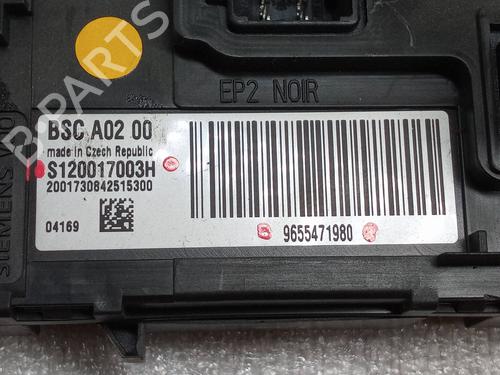 EP2 NOIR
BSC A02 00
made in Czech Republic
S120017003H
2001730842515300
04169
9655471980
SIEMENS VDO
B-PARTS